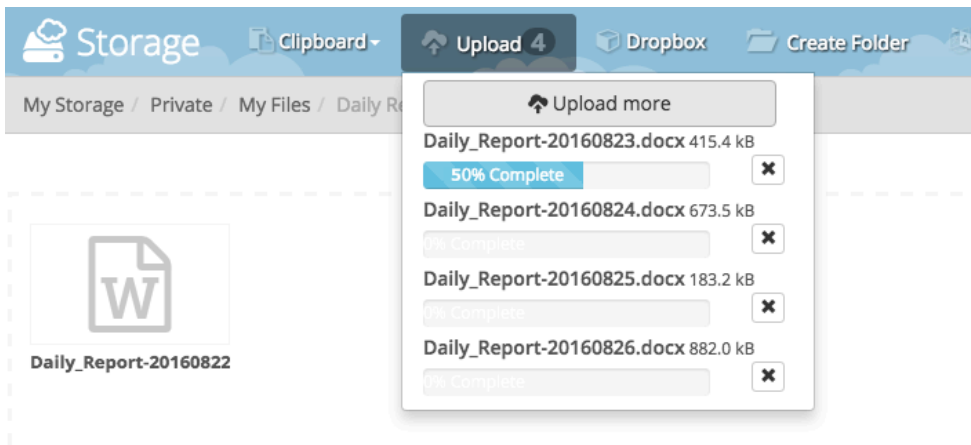 Storage Clipboard Upload 4 Dropbox Create Folder
My Storage / Private / My Files / Daily Re
Upload more
Daily_Report-20160823.docx 415.4 kB
50% Complete
Daily_Report-20160824.docx 673.5 kB
0% Complete
Daily_Report-20160825.docx 183.2 kB
0% Complete
Daily_Report-20160826.docx 882.0 kB
0% Complete
W
Daily_Report-20160822